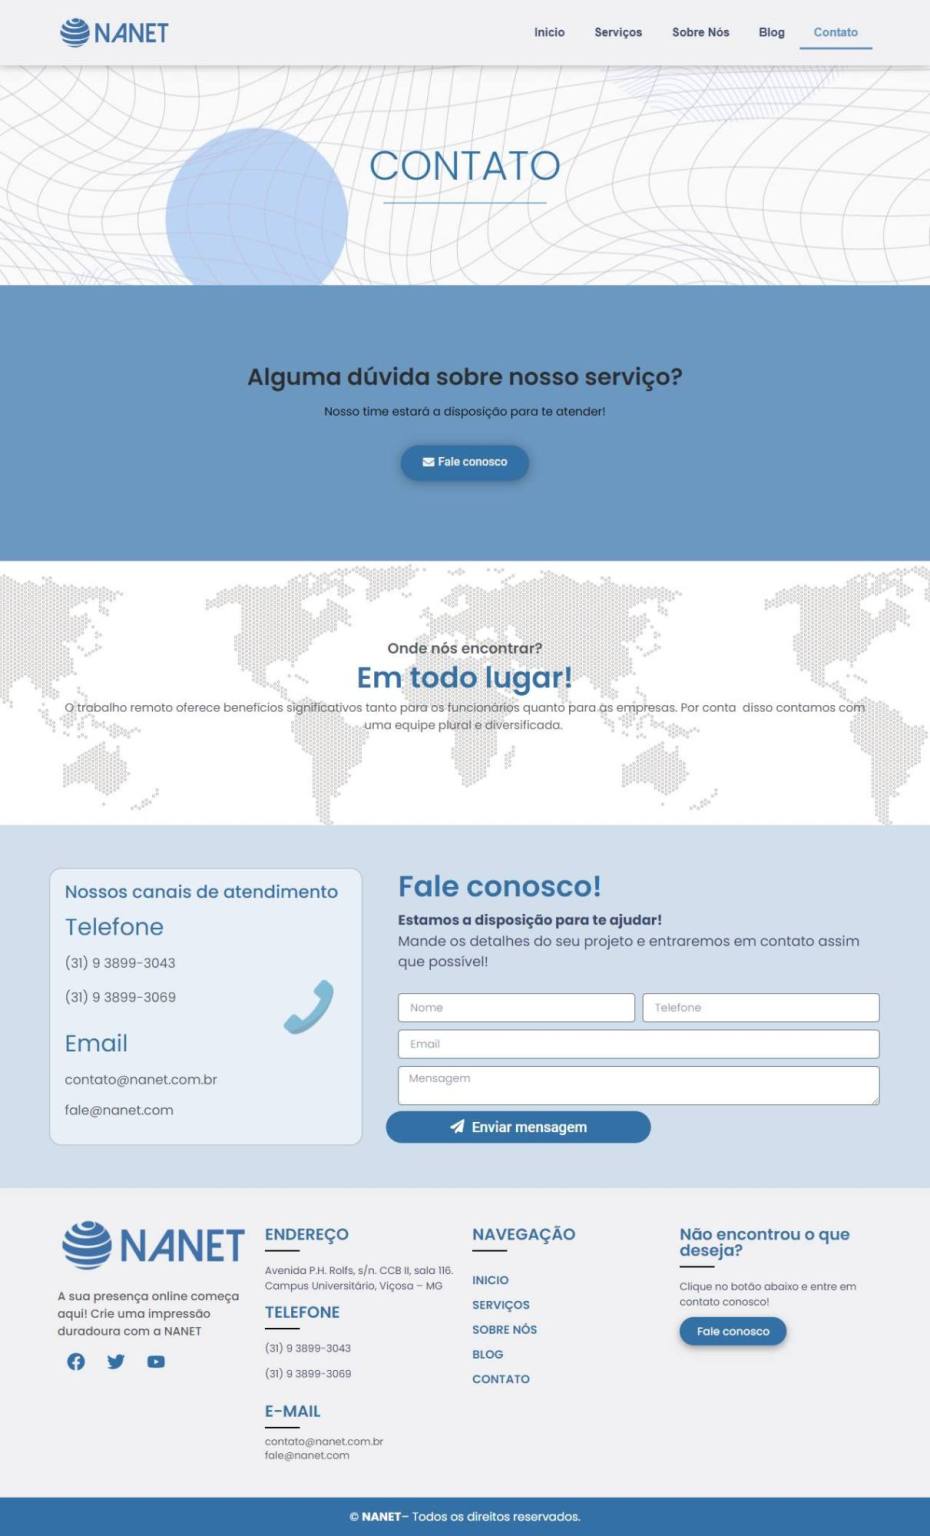 NANET
Inicio
Serviços
Sobre Nós
Blog
Contato
CONTATO
Alguma dúvida sobre nosso serviço?
Nosso time estará a disposição para te atender!
Fale conosco
Onde nós encontrar?
Em todo lugar!
O trabalho remoto oferece benefícios significativos tanto para os funcionários quanto para as empresas. Por conta disso contamos com
uma equipe plural e diversificada.
Nossos canais de atendimento
Telefone
(31) 9 3899-3043
(31) 9 3899-3069
Email
contato@nanet.com.br
fale@nanet.com
Fale conosco!
Estamos a disposição para te ajudar!
Mande os detalhes do seu projeto e entraremos em contato assim
que possível!
Nome
Telefone
Email
Mensagem
Enviar mensagem
NANET
A sua presença online começa
aqui! Crie uma impressão
duradoura com a NANET
ENDEREÇO
Avenida P.H. Rolfs, s/n. CCB II, sala 116.
Campus Universitário, Viçosa – MG
TELEFONE
(31) 9 3899-3043
(31) 9 3899-3069
E-MAIL
contato@nanet.com.br
fale@nanet.com
NAVEGAÇÃO
INICIO
SERVIÇOS
SOBRE NÓS
BLOG
CONTATO
Não encontrou o que
deseja?
Clique no botão abaixo e entre em
contato conosco!
Fale conosco
© NANET– Todos os direitos reservados.